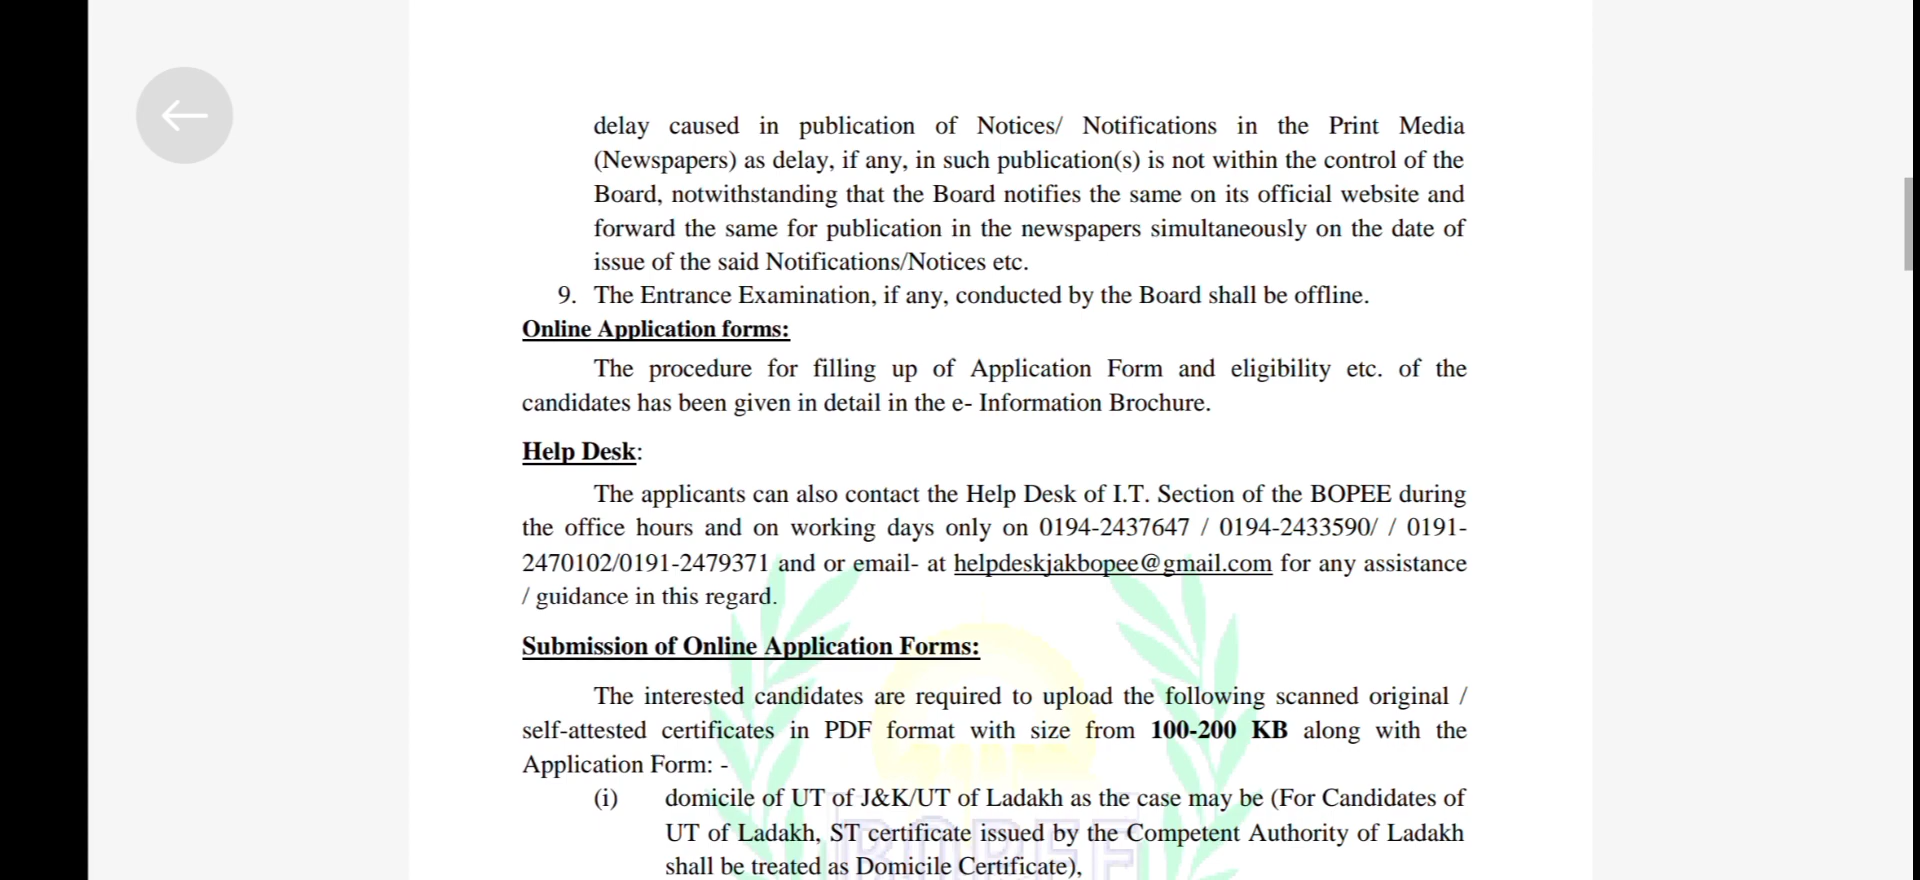 delay caused in publication of Notices/ Notifications in the Print Media
(Newspapers) as delay, if any, in such publication(s) is not within the control of the
Board, notwithstanding that the Board notifies the same on its official website and
forward the same for publication in the newspapers simultaneously on the date of
issue of the said Notifications/Notices etc.
9. The Entrance Examination, if any, conducted by the Board shall be offline.
Online Application forms:
The procedure for filling up of Application Form and eligibility etc. of the
candidates has been given in detail in the e- Information Brochure.
Help Desk:
The applicants can also contact the Help Desk of I.T. Section of the BOPEE during
the office hours and on working days only on 0194-2437647 / 0194-2433590/ / 0191-
2470102/0191-2479371 and or email- at helpdeskjakbopee@gmail.com for any assistance
/ guidance in this regard.
Submission of Online Application Forms:
The interested candidates are required to upload the following scanned original /
self-attested certificates in PDF format with size from 100-200 KB along with the
Application Form: -
(i) domicile of UT of J&K/UT of Ladakh as the case may be (For Candidates of
UT of Ladakh, ST certificate issued by the Competent Authority of Ladakh
shall be treated as Domicile Certificate),
BOPEE